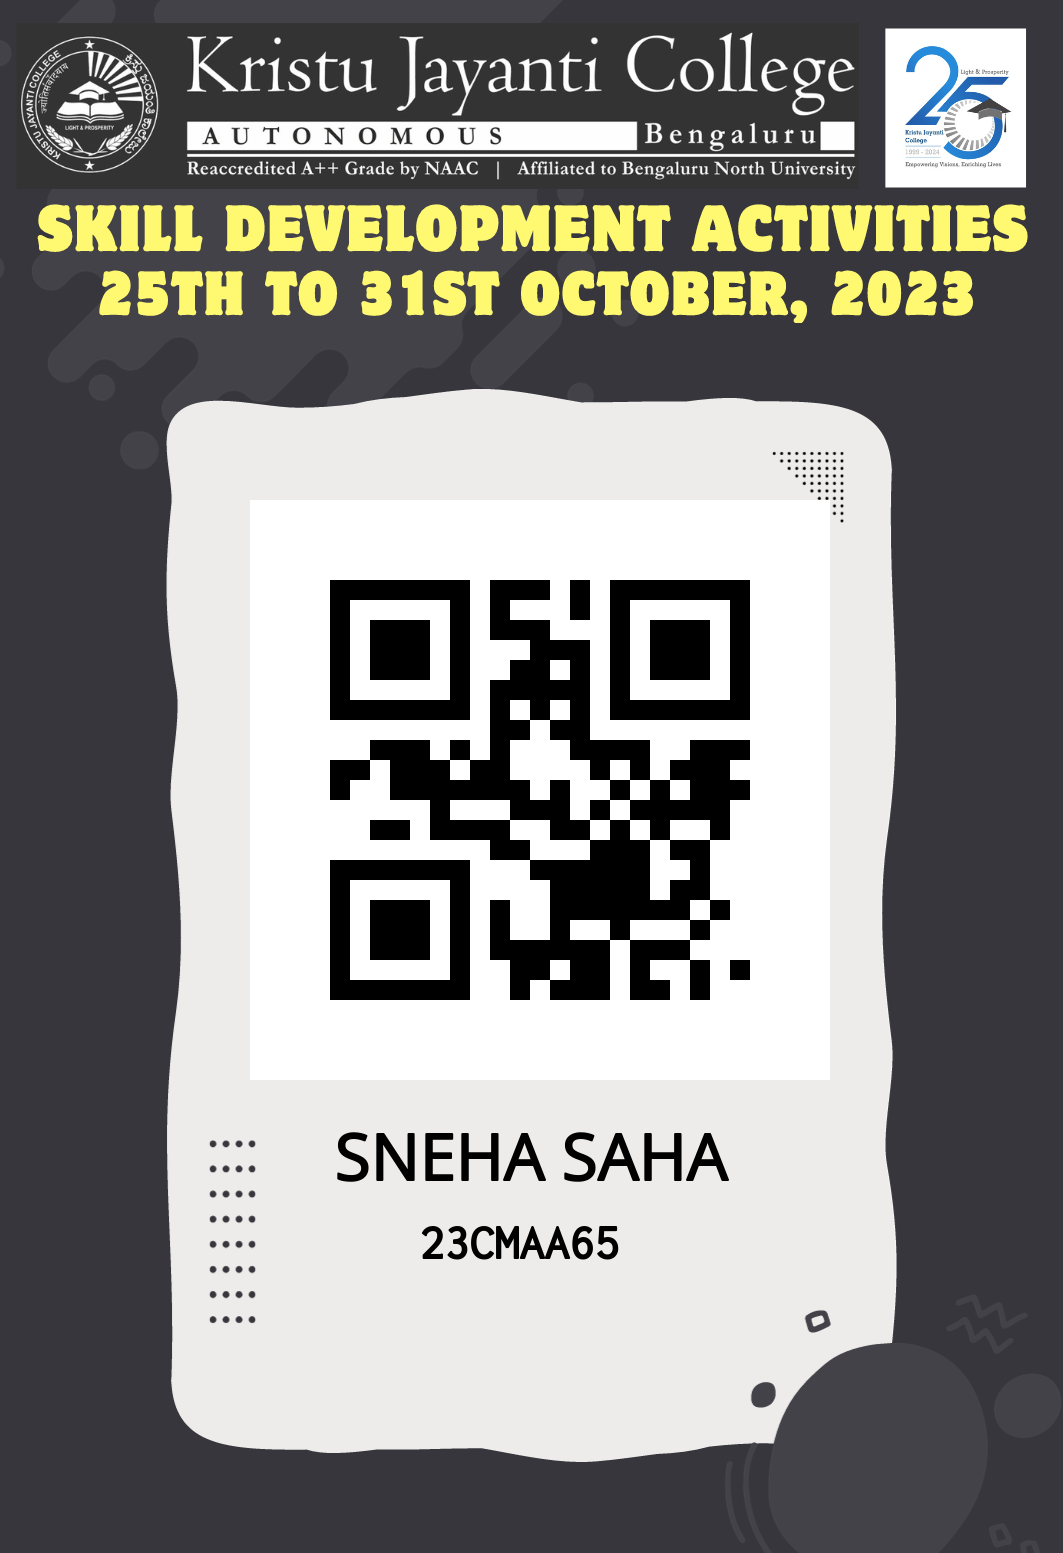 Kristu Jayanti College
AUTONOMOUS Bengaluru
Reaccredited A++ Grade by NAAC | Affiliated to Bengaluru North University
KRISTU JAYANTI COLLEGE
LIGHT & PROSPERITY
25
Light & Prosperity
Kristu Jayanti
College
1999 - 2024
Empowering Visions. Enriching Lives
SKILL DEVELOPMENT ACTIVITIES
25TH TO 31ST OCTOBER, 2023
SNEHA SAHA
23CMAA65